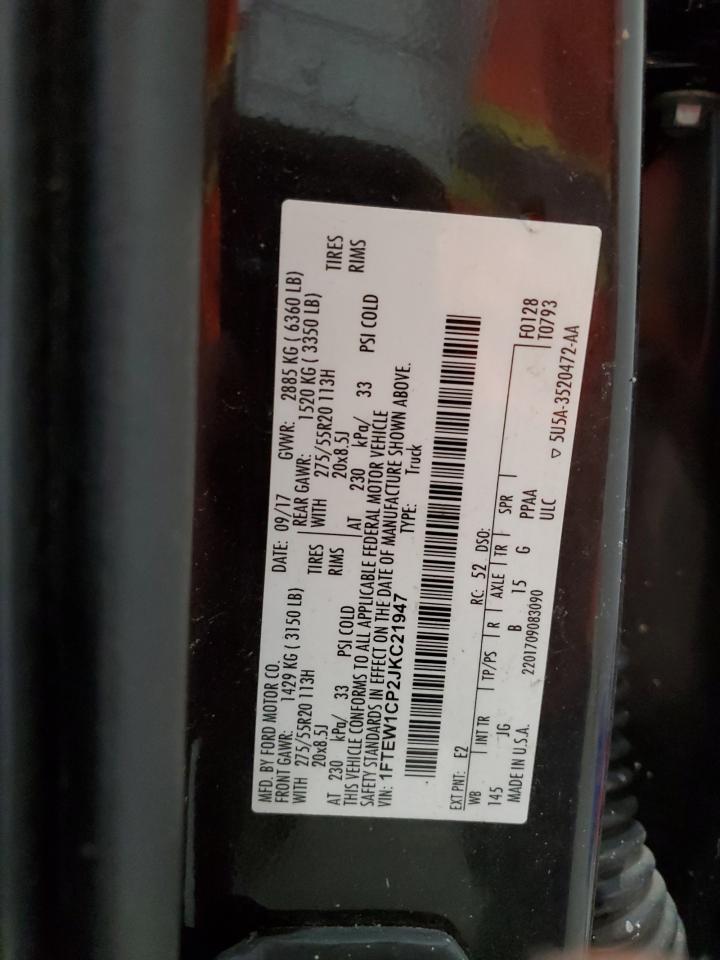 MFD. BY FORD MOTOR CO.
DATE: 09/17 GVWR: 2885 KG ( 6360 LB)
FRONT GAWR: 1429 KG ( 3150 LB) REAR GAWR: 1520 KG ( 3350 LB)
WITH 275/55R20 113H TIRES WITH 275/55R20 113H TIRES
20x8.5J RIMS 20x8.5J RIMS
AT 230 kPa/ 33 PSI COLD AT 230 kPa/ 33 PSI COLD
THIS VEHICLE CONFORMS TO ALL APPLICABLE FEDERAL MOTOR VEHICLE
SAFETY STANDARDS IN EFFECT ON THE DATE OF MANUFACTURE SHOWN ABOVE.
VIN: 1FTEW1CP2JKC21947 TYPE: Truck
EXT PNT: E2 RC: 52 DSO: F0128
WB INT TR TP/PS R AXLE TR SPR T0793
145 JG B 15 G PPAA
MADE IN U.S.A. 2201709083090 ULC
▽ 5U5A-3520472-AA